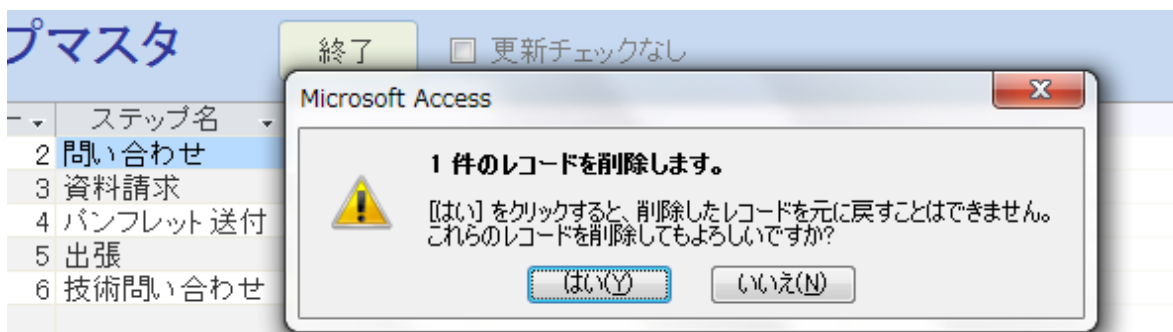 プマスタ
終了
更新チェックなし
Microsoft Access
ー
ステップ名
2 問い合わせ
3 資料請求
4 パンフレット送付
5 出張
6 技術問い合わせ
1 件のレコードを削除します。
[はい] をクリックすると、削除したレコードを元に戻すことはできません。
これらのレコードを削除してもよろしいですか?
はい(Y)
いいえ(N)